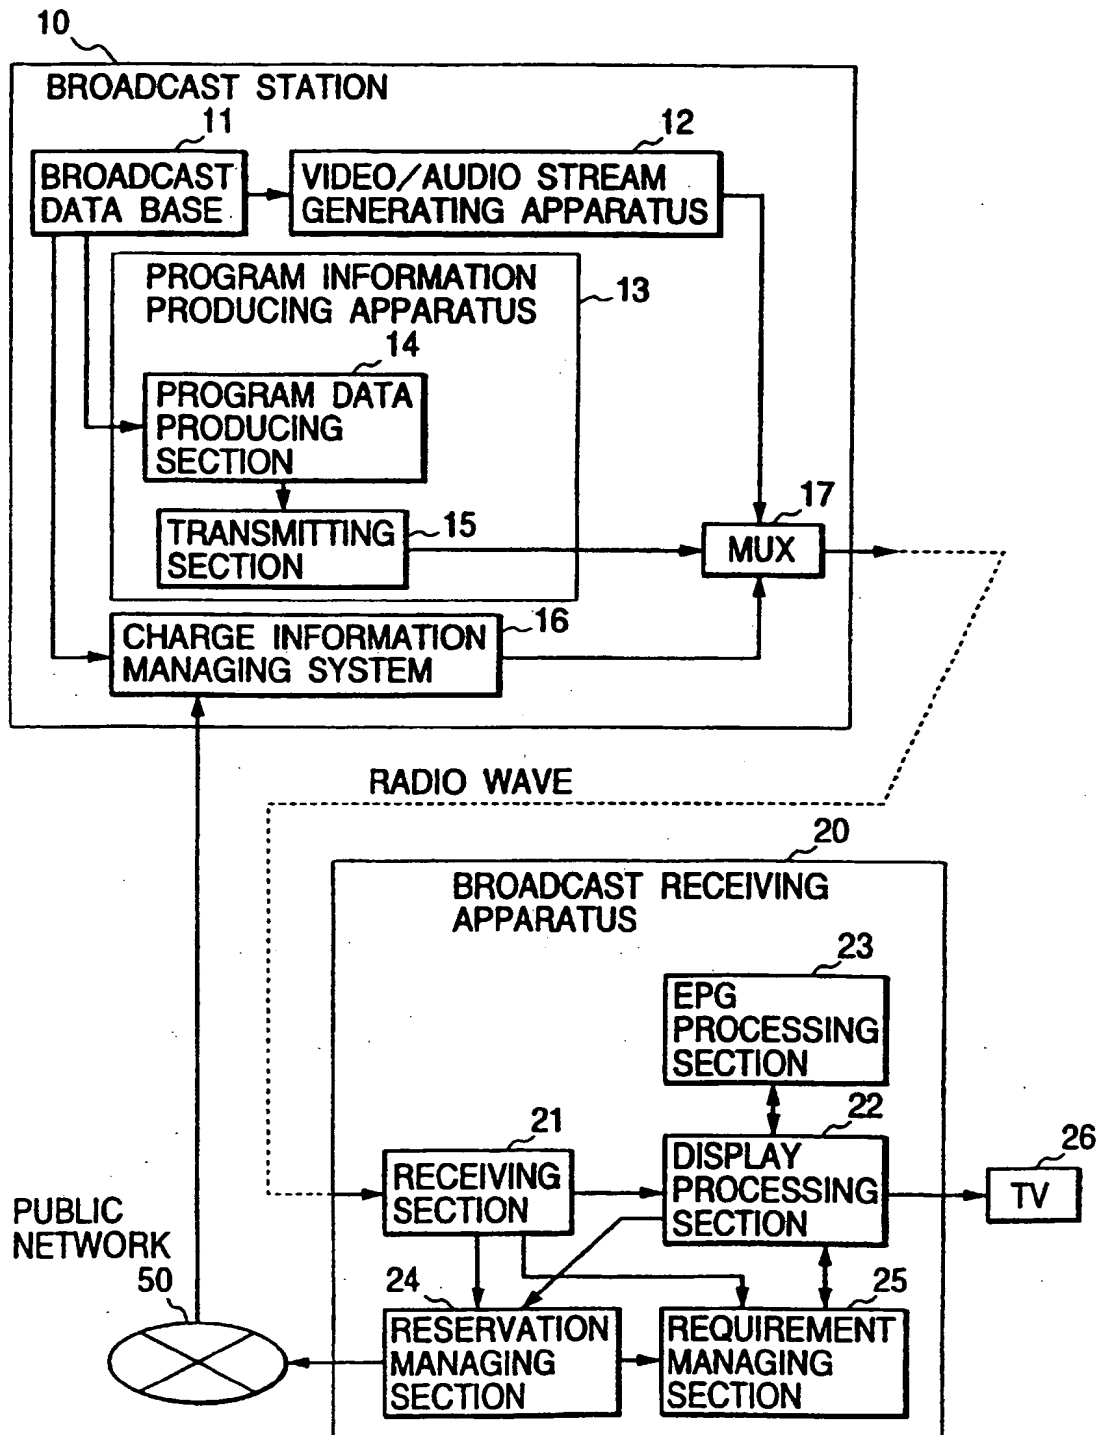 10
BROADCAST STATION
11
12
BROADCAST
DATA BASE
VIDEO/AUDIO STREAM
GENERATING APPARATUS
PROGRAM INFORMATION
PRODUCING APPARATUS
13
14
PROGRAM DATA
PRODUCING
SECTION
15
TRANSMITTING
SECTION
17
MUX
16
CHARGE INFORMATION
MANAGING SYSTEM
RADIO WAVE
20
BROADCAST RECEIVING
APPARATUS
23
EPG
PROCESSING
SECTION
21
22
RECEIVING
SECTION
DISPLAY
PROCESSING
SECTION
26
TV
PUBLIC
NETWORK
50
24
25
RESERVATION
MANAGING
SECTION
REQUIREMENT
MANAGING
SECTION